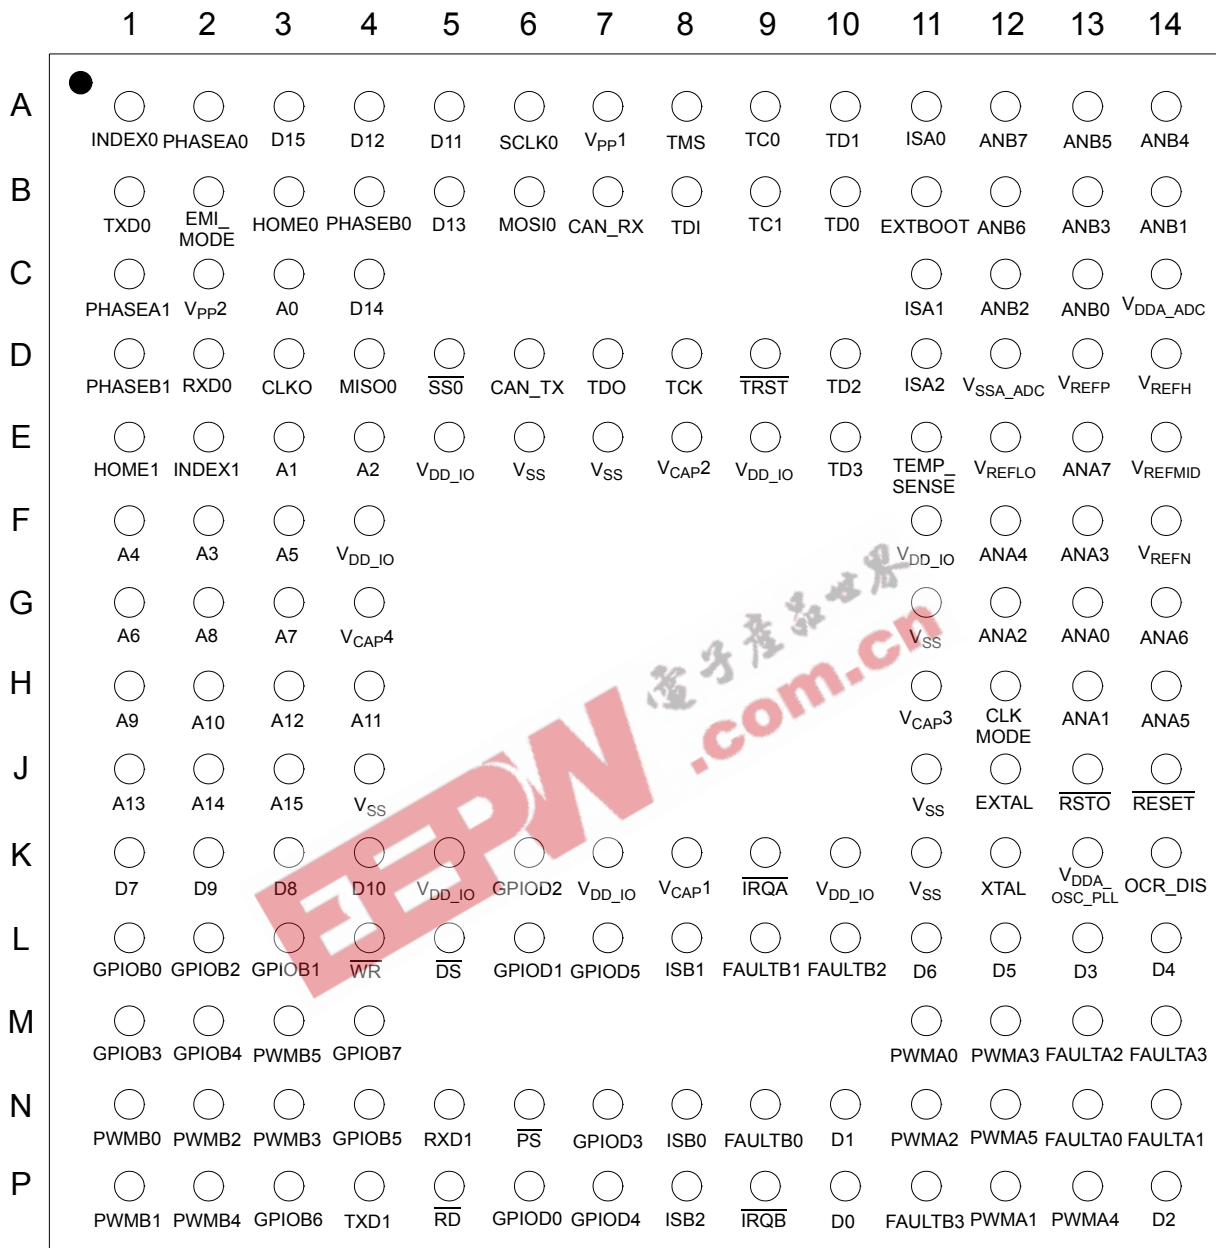 1 2 3 4 5 6 7 8 9 10 11 12 13 14
A
INDEX0 PHASEA0 D15 D12 D11 SCLK0 VPP1 TMS TC0 TD1 ISA0 ANB7 ANB5 ANB4
B
TXD0 EMI_ MODE HOME0 PHASEB0 D13 MOSI0 CAN_RX TDI TC1 TD0 EXTBOOT ANB6 ANB3 ANB1
C
PHASEA1 VPP2 A0 D14 ISA1 ANB2 ANB0 VDDA_ADC
D
PHASEB1 RXD0 CLKO MISO0 SS0 CAN_TX TDO TCK TRST TD2 ISA2 VSSA_ADC VREFP VREFH
E
HOME1 INDEX1 A1 A2 VDD_IO VSS VSS VCAP2 VDD_IO TD3 TEMP_ SENSE VREFLO ANA7 VREFMID
F
A4 A3 A5 VDD_IO VDD_IO ANA4 ANA3 VREFN
G
A6 A8 A7 VCAP4 VSS ANA2 ANA0 ANA6
H
A9 A10 A12 A11 VCAP3 CLK MODE ANA1 ANA5
J
A13 A14 A15 VSS VSS EXTAL RSTO RESET
K
D7 D9 D8 D10 VDD_IO GPIOD2 VDD_IO VCAP1 IRQA VDD_IO VSS XTAL VDDA_ OSC_PLL OCR_DIS
L
GPIOB0 GPIOB2 GPIOB1 WR DS GPIOD1 GPIOD5 ISB1 FAULTB1 FAULTB2 D6 D5 D3 D4
M
GPIOB3 GPIOB4 PWMB5 GPIOB7 PWMA0 PWMA3 FAULTA2 FAULTA3
N
PWMB0 PWMB2 PWMB3 GPIOB5 RXD1 PS GPIOD3 ISB0 FAULTB0 D1 PWMA2 PWMA5 FAULTA0 FAULTA1
P
PWMB1 PWMB4 GPIOB6 TXD1 RD GPIOD0 GPIOD4 ISB2 IRQB D0 FAULTB3 PWMA1 PWMA4 D2
EEPW .com.cn
電子產品世界